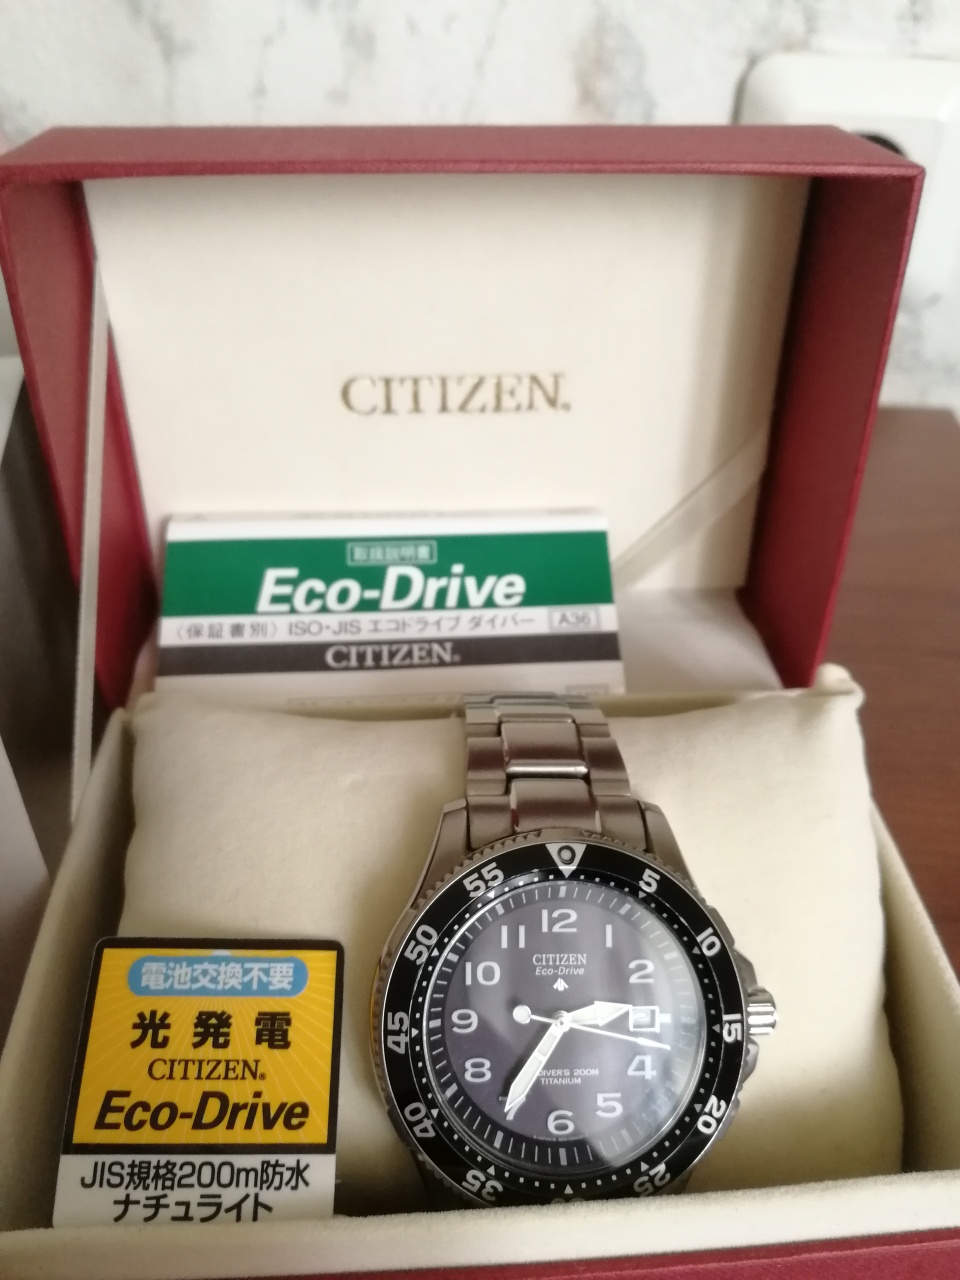 CITIZEN.
取扱説明書
Eco-Drive
〈保証書別〉 ISO・JIS エコドライブ ダイバー A36
CITIZEN.
電池交換不要
光発電
CITIZEN.
Eco-Drive
JIS規格200m防水
ナチュライト
55 5
50 10
45 15
40 20
35 25
12
11 1
10 2
9
8 4
5
6
CITIZEN
Eco-Drive
200M
TITANIUM